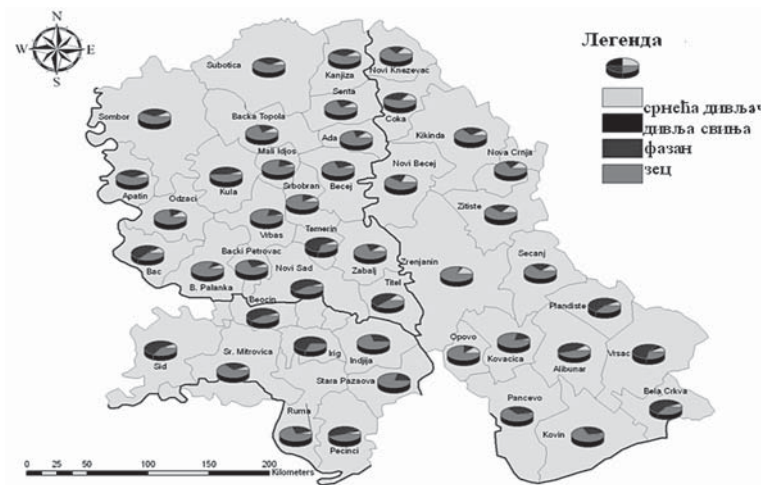 N
W E
S
Легенда
срнећа дивљач
дивља свиња
фазан
зец
Subotica
Kanjiza
Novi Knezevac
Senta
Sombor
Backa Topola
Ada
Coka
Kikinda
Mali Idjos
Nova Crnja
Novi Becej
Apatin
Kula
Srbobran
Becej
Odzaci
Zitiste
Vrbas
Tamerin
Backi Petrovac
Zrenjanin
Secanj
Bac
B. Palanka
Novi Sad
Zabalj
Titel
Beocin
Plandiste
Opovo
Kovacica
Alibunar
Vrsac
Sid
Sr. Mitrovica
Irig
Indjija
Stara Pazaova
Bela Crkva
Pancevo
Ruma
Pecinci
Kovin
0 25 50 100 150 200
Kilometers